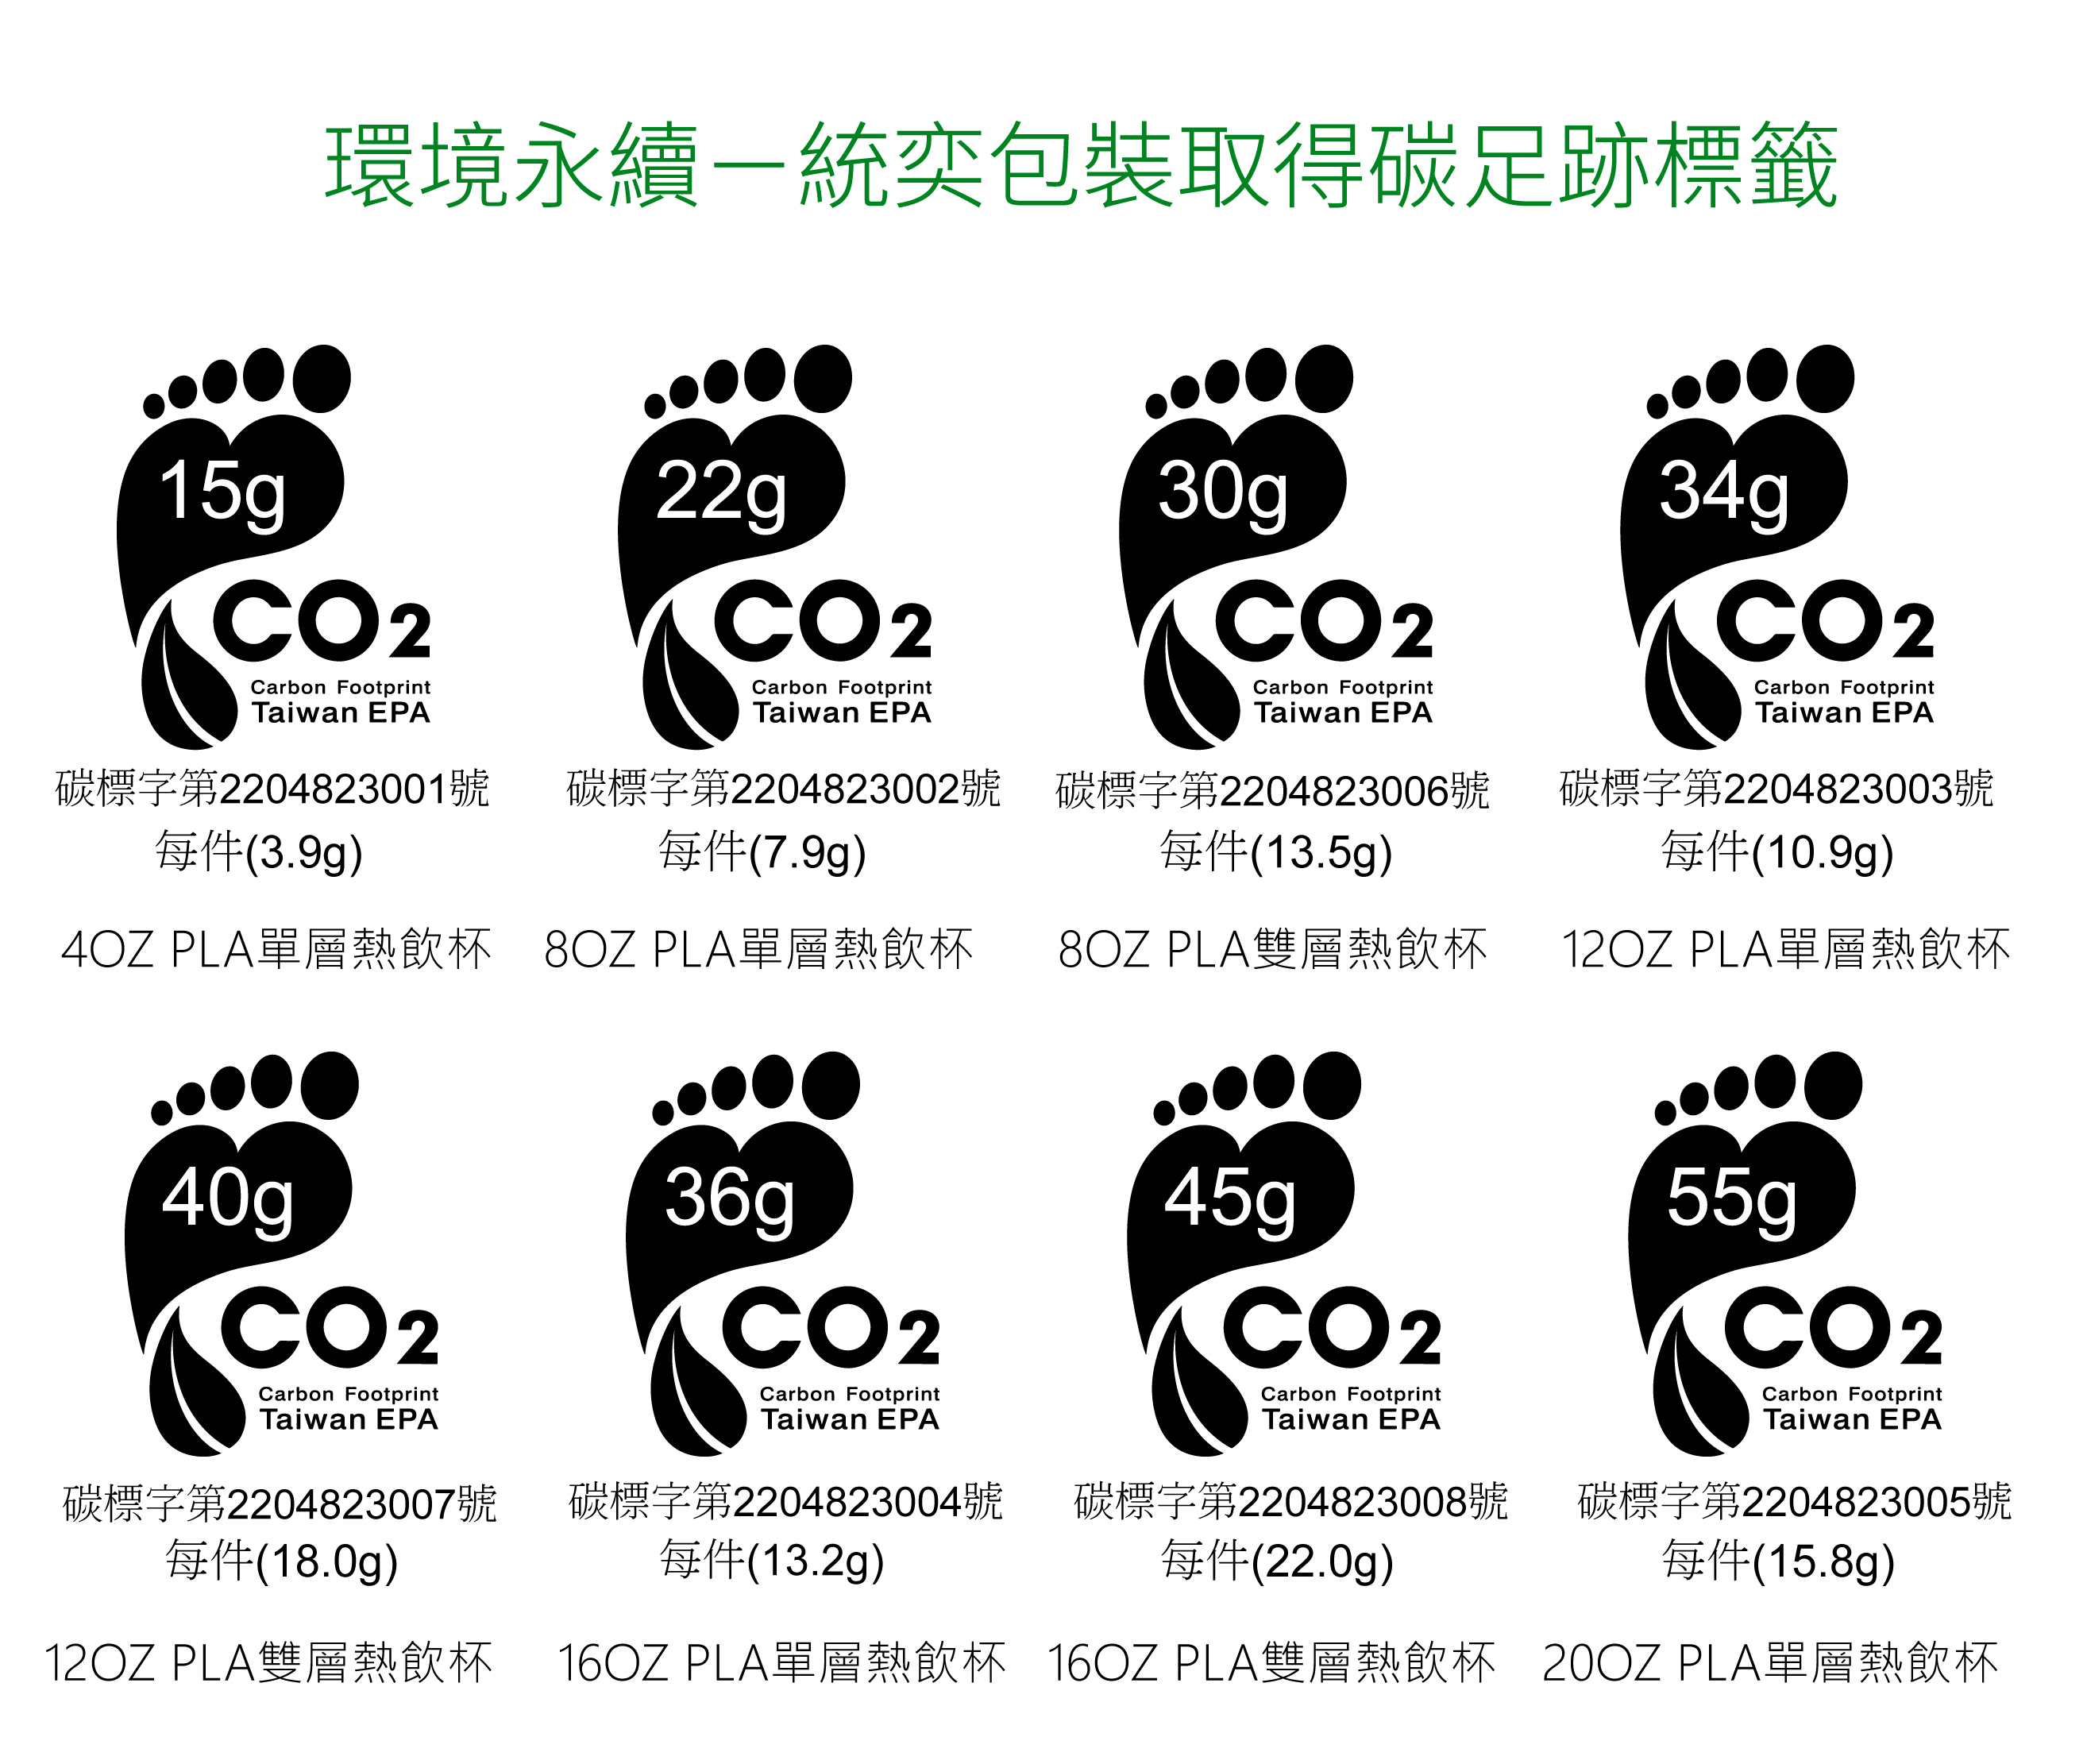 環境永續－統奕包裝取得碳足跡標籤
15g
CO2
Carbon Footprint
Taiwan EPA
碳標字第2204823001號
每件(3.9g)
4OZ PLA單層熱飲杯
22g
CO2
Carbon Footprint
Taiwan EPA
碳標字第2204823002號
每件(7.9g)
8OZ PLA單層熱飲杯
30g
CO2
Carbon Footprint
Taiwan EPA
碳標字第2204823006號
每件(13.5g)
8OZ PLA雙層熱飲杯
34g
CO2
Carbon Footprint
Taiwan EPA
碳標字第2204823003號
每件(10.9g)
12OZ PLA單層熱飲杯
40g
CO2
Carbon Footprint
Taiwan EPA
碳標字第2204823007號
每件(18.0g)
12OZ PLA雙層熱飲杯
36g
CO2
Carbon Footprint
Taiwan EPA
碳標字第2204823004號
每件(13.2g)
16OZ PLA單層熱飲杯
45g
CO2
Carbon Footprint
Taiwan EPA
碳標字第2204823008號
每件(22.0g)
16OZ PLA雙層熱飲杯
55g
CO2
Carbon Footprint
Taiwan EPA
碳標字第2204823005號
每件(15.8g)
20OZ PLA單層熱飲杯